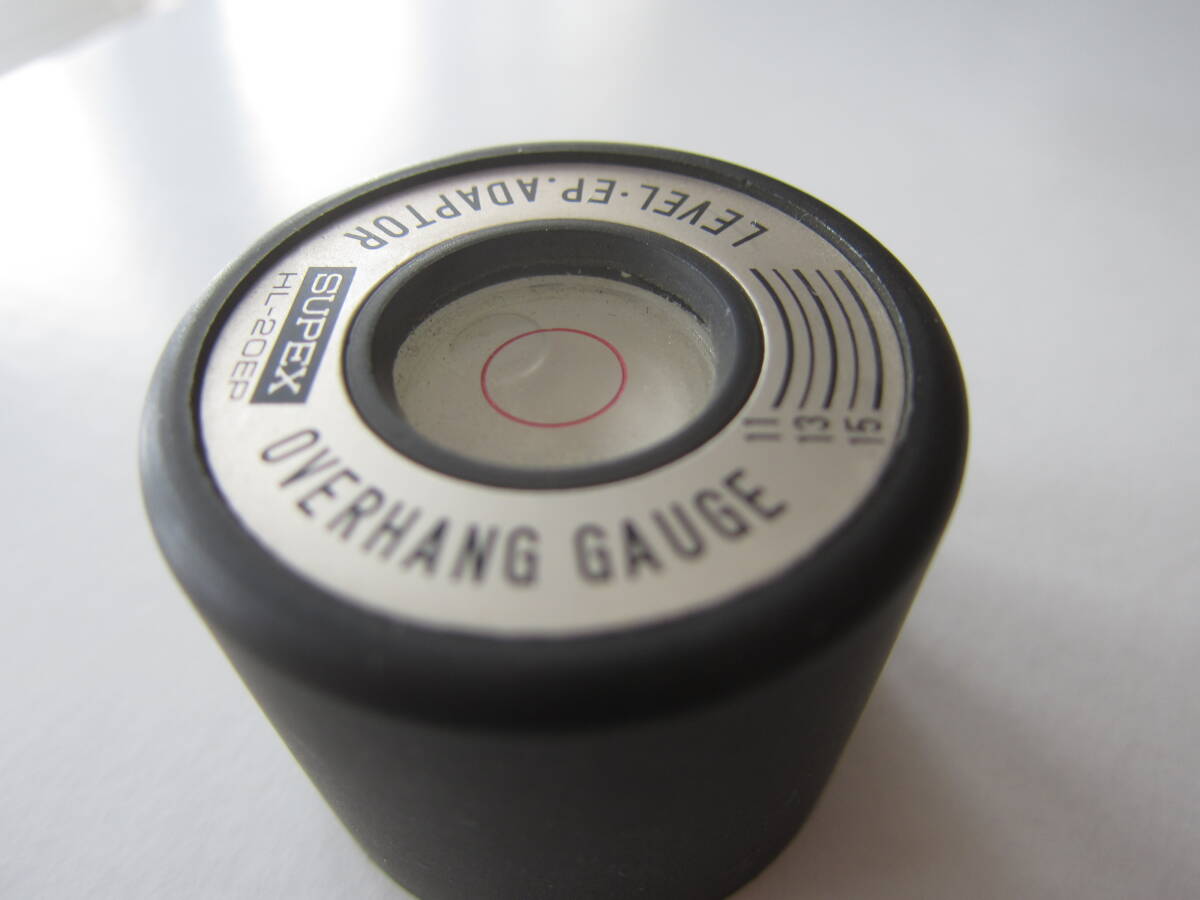 LEVEL·EP.ADAPTOR
SUPEX
HL-20EP
OVERHANG GAUGE
11
13
15